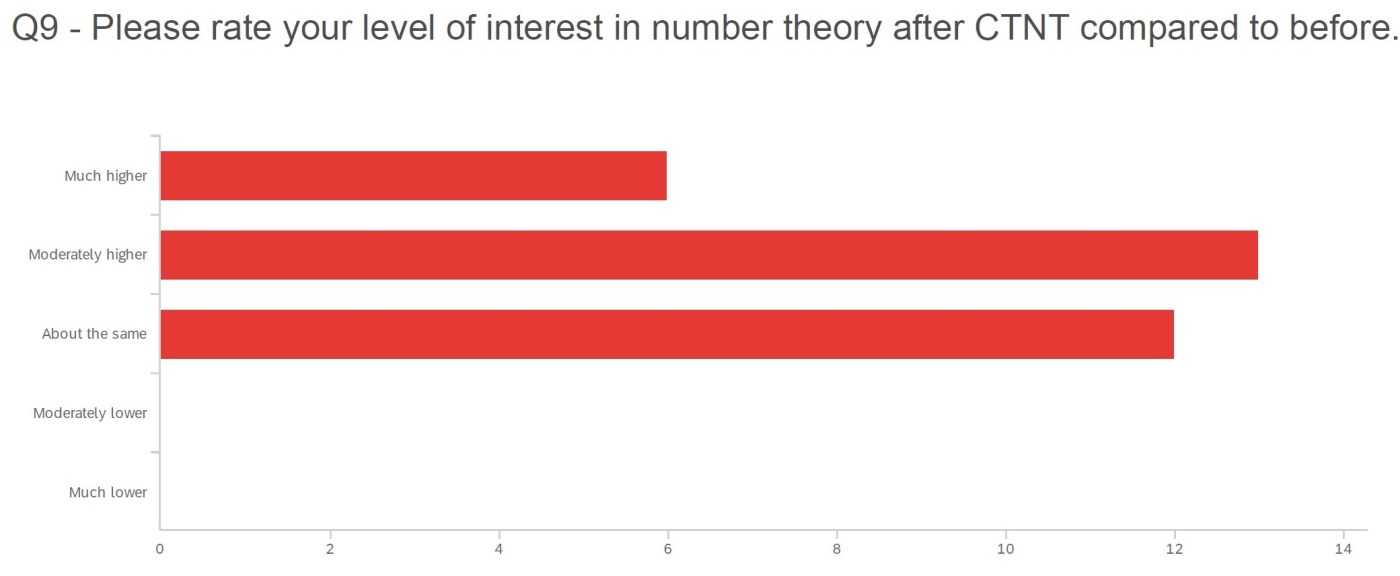 Q9 - Please rate your level of interest in number theory after CTNT compared to before.
Much higher
Moderately higher
About the same
Moderately lower
Much lower
0 2 4 6 8 10 12 14